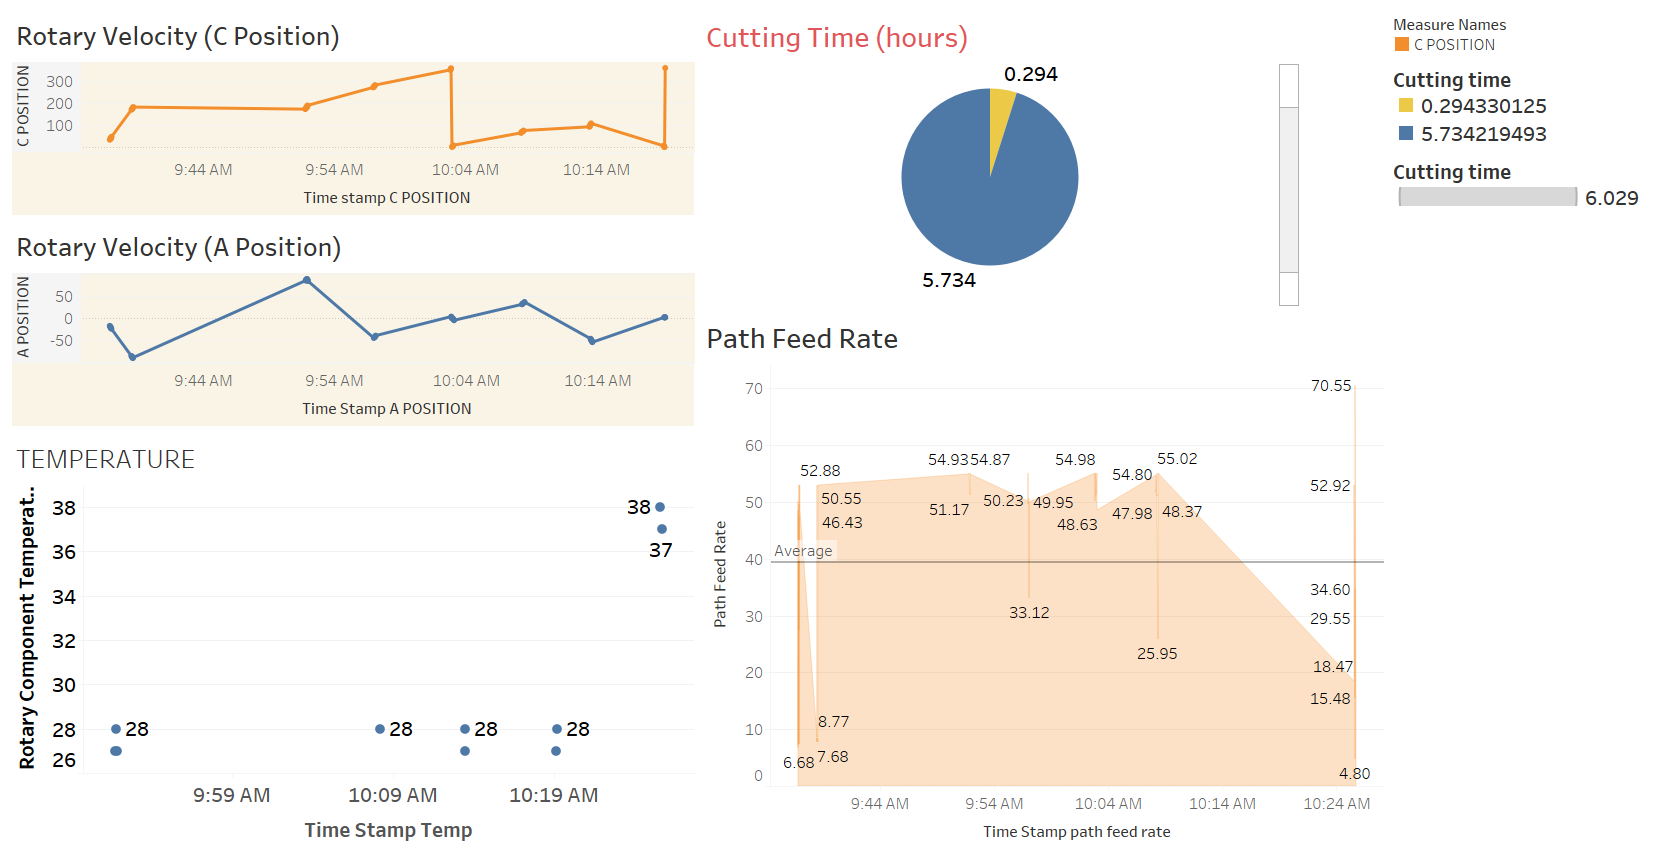 Rotary Velocity (C Position)
C POSITION
300
200
100
9:44 AM
9:54 AM
10:04 AM
10:14 AM
Time stamp C POSITION
Rotary Velocity (A Position)
A POSITION
50
0
-50
9:44 AM
9:54 AM
10:04 AM
10:14 AM
Time Stamp A POSITION
TEMPERATURE
Rotary Component Temperat..
38
36
34
32
30
28
26
38
37
28
28
28
28
9:59 AM
10:09 AM
10:19 AM
Time Stamp Temp
Cutting Time (hours)
0.294
5.734
Path Feed Rate
Path Feed Rate
70
60
50
40
30
20
10
0
Average
52.88
50.55
46.43
6.68
8.77
7.68
54.93
54.87
51.17
50.23
49.95
33.12
54.98
48.63
54.80
47.98
55.02
48.37
25.95
70.55
52.92
34.60
29.55
18.47
15.48
4.80
9:44 AM
9:54 AM
10:04 AM
10:14 AM
10:24 AM
Time Stamp path feed rate
Measure Names
C POSITION
Cutting time
0.294330125
5.734219493
Cutting time
6.029